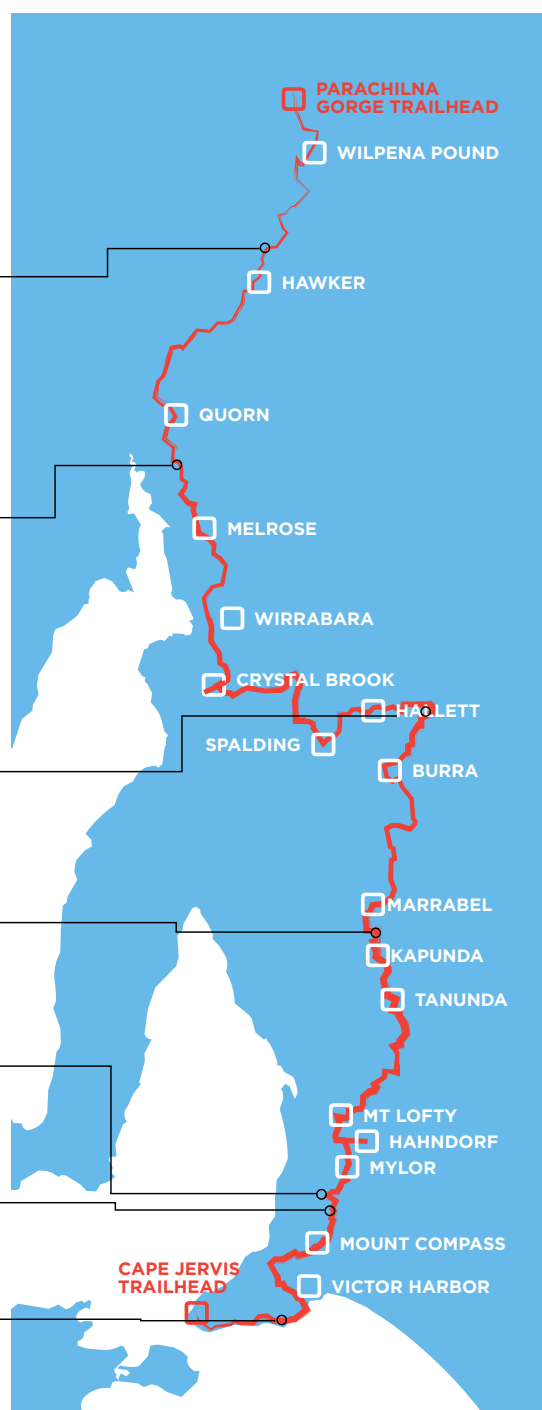 PARACHILNA
GORGE TRAILHEAD
WILPENA POUND
HAWKER
QUORN
MELROSE
WIRRABARA
CRYSTAL BROOK
HALLETT
SPALDING
BURRA
MARRABEL
KAPUNDA
TANUNDA
MT LOFTY
HAHNDORF
MYLOR
MOUNT COMPASS
CAPE JERVIS
TRAILHEAD
VICTOR HARBOR